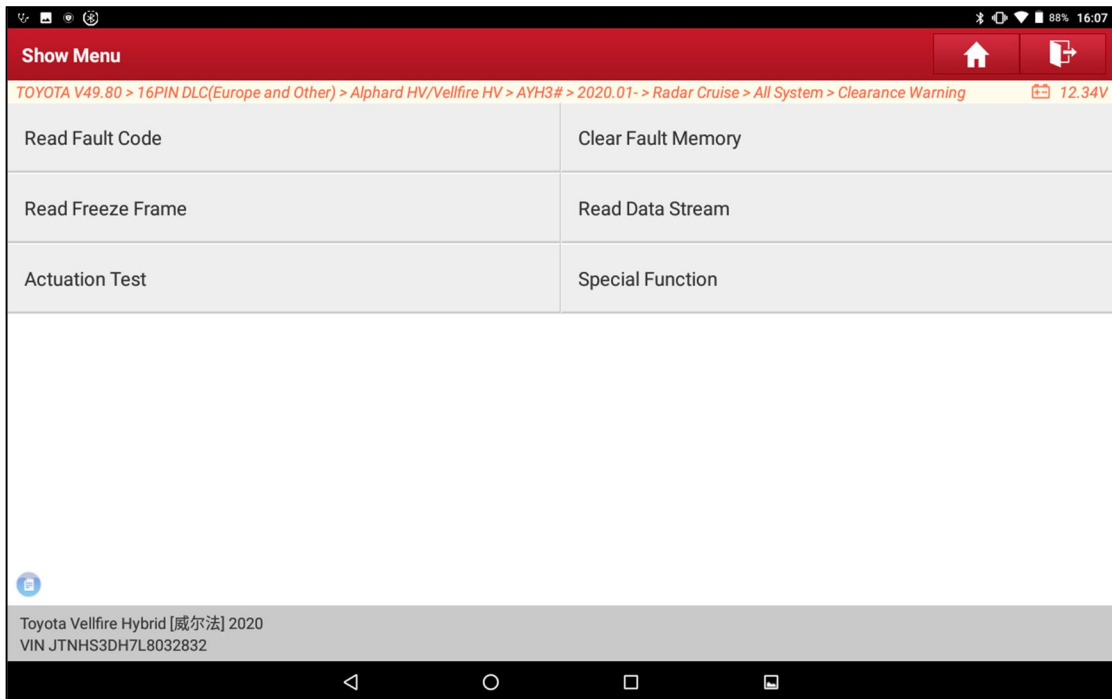 88% 16:07
Show Menu
TOYOTA V49.80 > 16PIN DLC(Europe and Other) > Alphard HV/Vellfire HV > AYH3# > 2020.01- > Radar Cruise > All System > Clearance Warning 12.34V
Read Fault Code Clear Fault Memory
Read Freeze Frame Read Data Stream
Actuation Test Special Function
Toyota Vellfire Hybrid [威尔法] 2020
VIN JTNHS3DH7L8032832